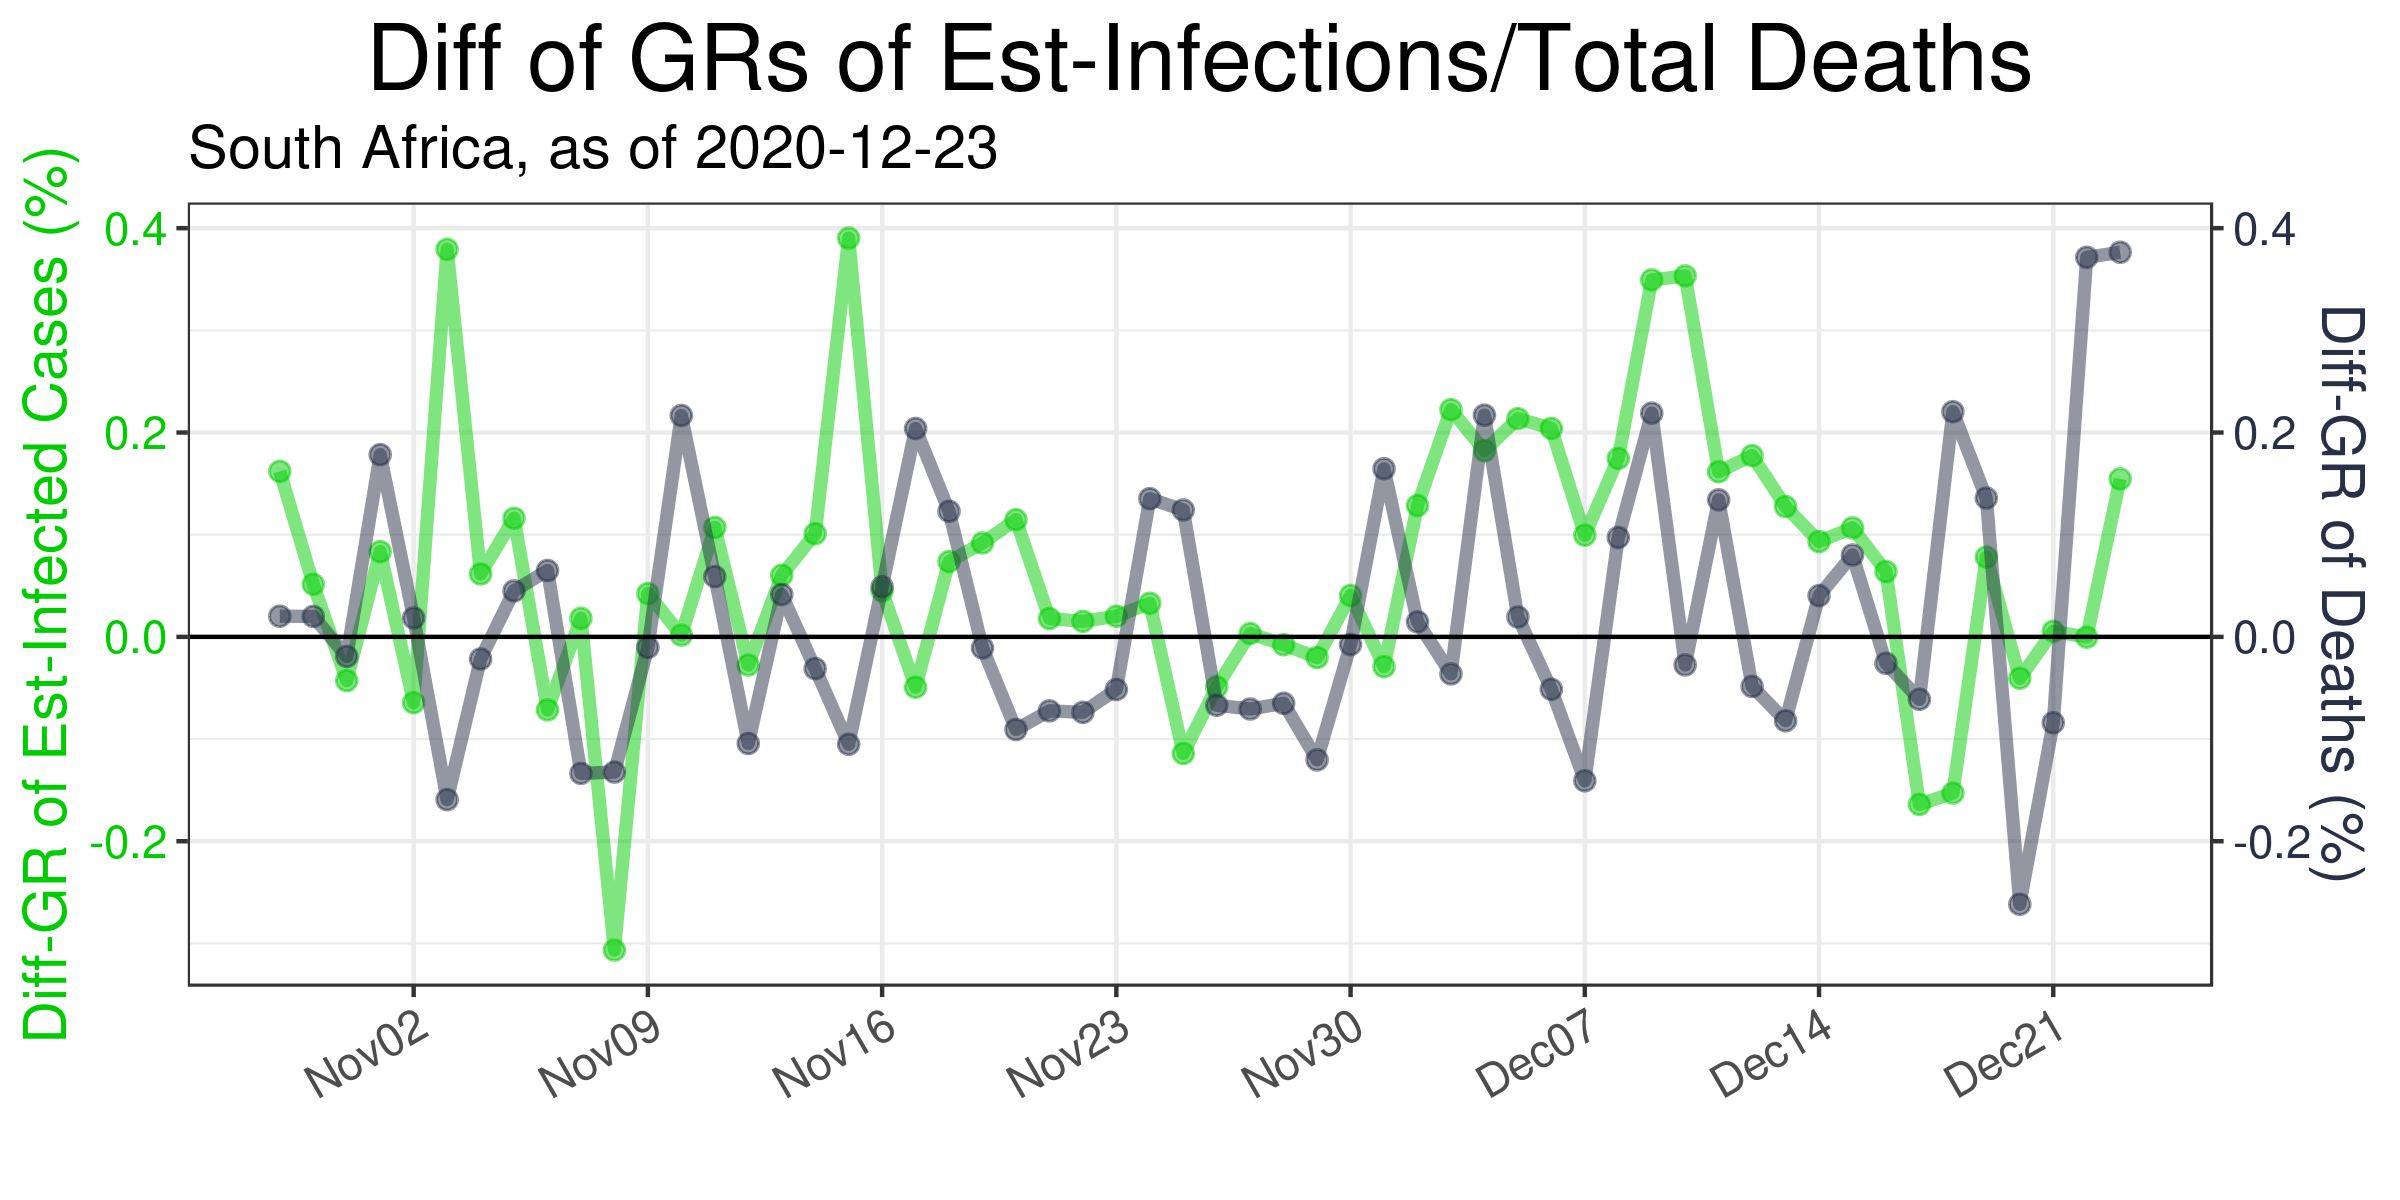 Diff of GRs of Est-Infections/Total Deaths
South Africa, as of 2020-12-23
Diff-GR of Est-Infected Cases (%)
0.4
0.2
0.0
-0.2
0.4
0.2
0.0
-0.2
Diff-GR of Deaths (%)
Nov02
Nov09
Nov16
Nov23
Nov30
Dec07
Dec14
Dec21